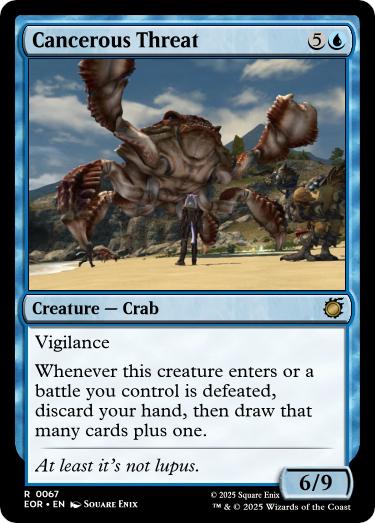 Cancerous Threat 5
Creature — Crab
Vigilance
Whenever this creature enters or a
battle you control is defeated,
discard your hand, then draw that
many cards plus one.
At least it's not lupus.
6/9
R 0067
EOR • EN SQUARE ENIX
© 2025 Square Enix
™ & © 2025 Wizards of the Coast